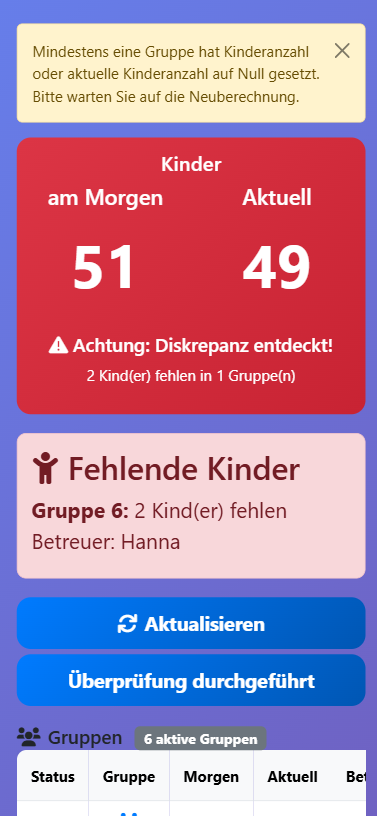 Mindestens eine Gruppe hat Kinderanzahl
oder aktuelle Kinderanzahl auf Null gesetzt.
Bitte warten Sie auf die Neuberechnung.
Kinder
am Morgen Aktuell
51 49
Achtung: Diskrepanz entdeckt!
2 Kind(er) fehlen in 1 Gruppe(n)
Fehlende Kinder
Gruppe 6: 2 Kind(er) fehlen
Betreuer: Hanna
Aktualisieren
Überprüfung durchgeführt
Gruppen 6 aktive Gruppen
Status Gruppe Morgen Aktuell